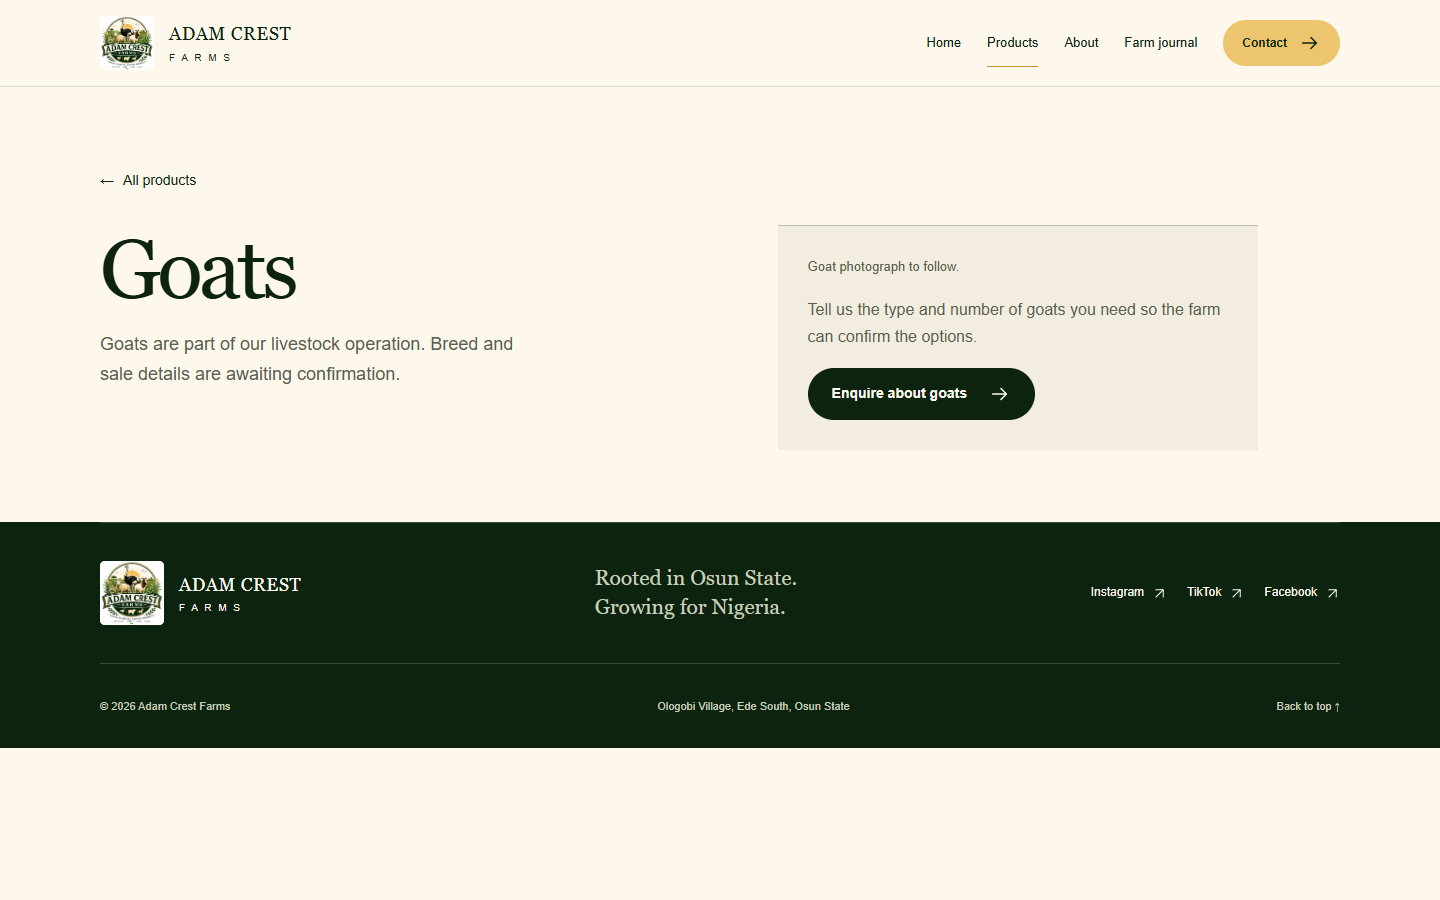 ADAM CREST
FARMS
Home
Products
About
Farm journal
Contact →
← All products
Goats
Goats are part of our livestock operation. Breed and
sale details are awaiting confirmation.
Goat photograph to follow.
Tell us the type and number of goats you need so the farm
can confirm the options.
Enquire about goats →
ADAM CREST
FARMS
ADAM CREST
FARMS
Rooted in Osun State.
Growing for Nigeria.
Instagram
TikTok
Facebook
© 2026 Adam Crest Farms
Ologobi Village, Ede South, Osun State
Back to top ↑